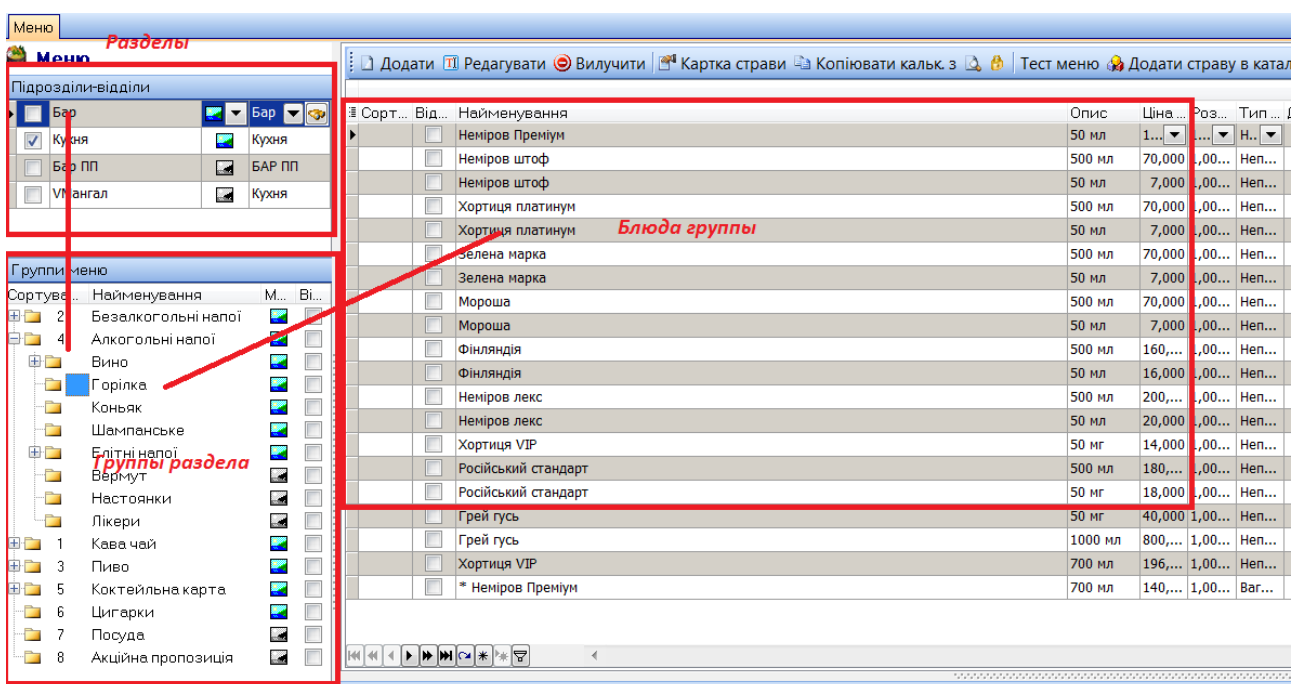 Меню
Разделы
Меню
Додати Редагувати Вилучити Картка страви Копіювати кальк. з Тест меню Додати страву в катал
Підрозділи-відділи
Бар Бар
Кухня Кухня
Бар ПП БАР ПП
VМангал Кухня
Группи меню
Сортува... Найменування М... Ві...
2 Безалкогольні напої
4 Алкогольні напої
Вино
Горілка
Коньяк
Шампанське
Елітні напої
Группы раздела
Вермут
Настоянки
Лікери
1 Кава чай
3 Пиво
5 Коктейльна карта
6 Цигарки
7 Посуда
8 Акційна пропозиція
Сорт... Від... Найменування Опис Ціна ... Роз... Тип ...
Неміров Преміум 50 мл 1... ... Н..
Неміров штоф 500 мл 70,000 1,00... Неп...
Неміров штоф 50 мл 7,000 1,00... Неп...
Хортиця платинум 500 мл 70,000 1,00... Неп...
Хортиця платинум 50 мл 7,000 1,00... Неп...
Блюда группы
Зелена марка 500 мл 70,000 1,00... Неп...
Зелена марка 50 мл 7,000 1,00... Неп...
Мороша 500 мл 70,000 1,00... Неп...
Мороша 50 мл 7,000 1,00... Неп...
Фінляндія 500 мл 160,... 1,00... Неп...
Фінляндія 50 мл 16,000 1,00... Неп...
Неміров лекс 500 мл 200,... 1,00... Неп...
Неміров лекс 50 мл 20,000 1,00... Неп...
Хортиця VIP 50 мг 14,000 1,00... Неп...
Російський стандарт 500 мл 180,... 1,00... Неп...
Російський стандарт 50 мг 18,000 1,00... Неп...
Грей гусь 50 мг 40,000 1,00... Неп...
Грей гусь 1000 мл 800,... 1,00... Неп...
Хортиця VIP 700 мл 196,... 1,00... Неп...
* Неміров Преміум 700 мл 140,... 1,00... Ваг...